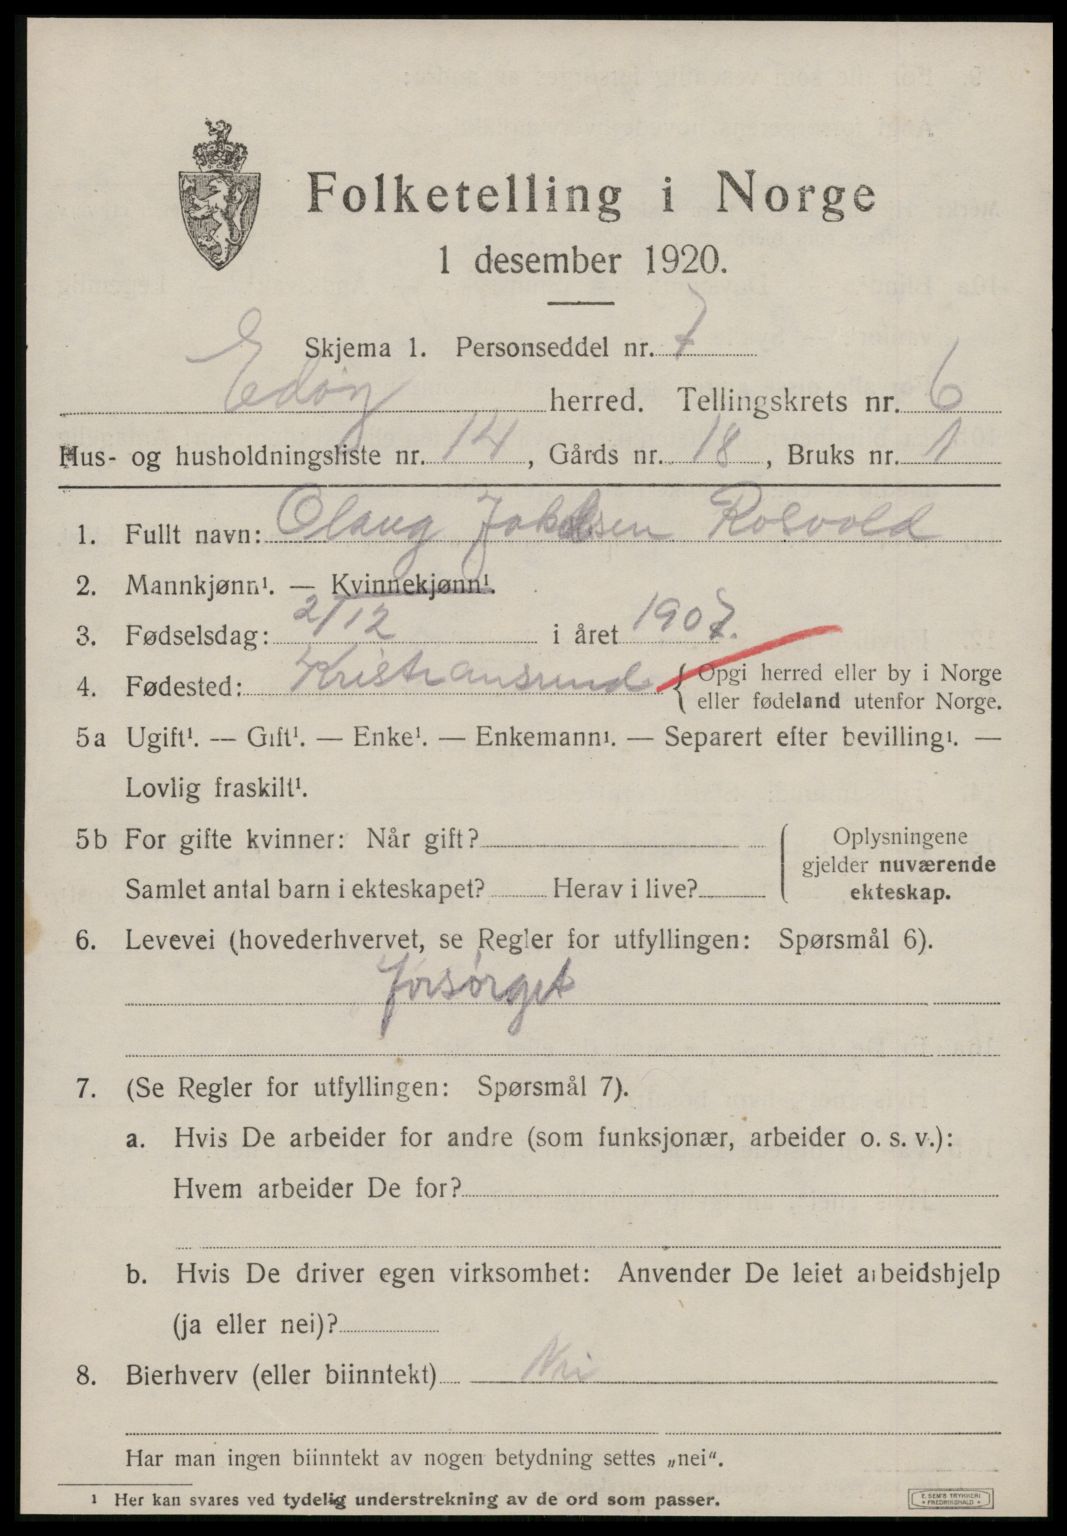 Folketelling i Norge
1 desember 1920.
Skjema 1. Personseddel nr. 7
Edøy herred. Tellingskrets nr. 6
Hus- og husholdningsliste nr. 14, Gårds nr. 18, Bruks nr. 1
1. Fullt navn: Olaug Rosvold
2. Mannkjønn¹. — Kvinnekjønn¹.
3. Fødselsdag: 2/12 i året 1907.
4. Fødested: Kristiansund { Opgi herred eller by i Norge
eller fødeland utenfor Norge.
5a Ugift¹. — Gift¹. — Enke¹. — Enkemann¹. — Separert efter bevilling¹. —
Lovlig fraskilt¹.
5b For gifte kvinner: Når gift?
Samlet antal barn i ekteskapet? Herav i live?
Oplysningene
gjelder nuværende
ekteskap.
6. Levevei (hovederhvervet, se Regler for utfyllingen: Spørsmål 6).
forsørget
7. (Se Regler for utfyllingen: Spørsmål 7).
a. Hvis De arbeider for andre (som funksjonær, arbeider o. s. v.):
Hvem arbeider De for?
b. Hvis De driver egen virksomhet: Anvender De leiet arbeidshjelp
(ja eller nei)?
8. Bierhverv (eller biinntekt) Nei
Har man ingen biinntekt av nogen betydning settes „nei".
¹ Her kan svares ved tydelig understrekning av de ord som passer.
E. SEM'S TRYKKERI
FREDRIKSHALD